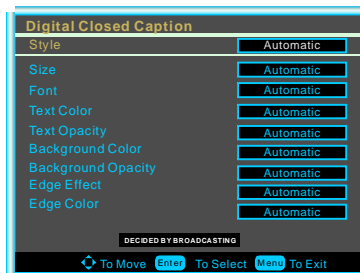 Digital Closed Caption
Style Automatic
Size Automatic
Font Automatic
Text Color Automatic
Text Opacity Automatic
Background Color Automatic
Background Opacity Automatic
Edge Effect Automatic
Edge Color Automatic
DECIDED BY BROADCASTING
To Move Enter To Select Menu To Exit